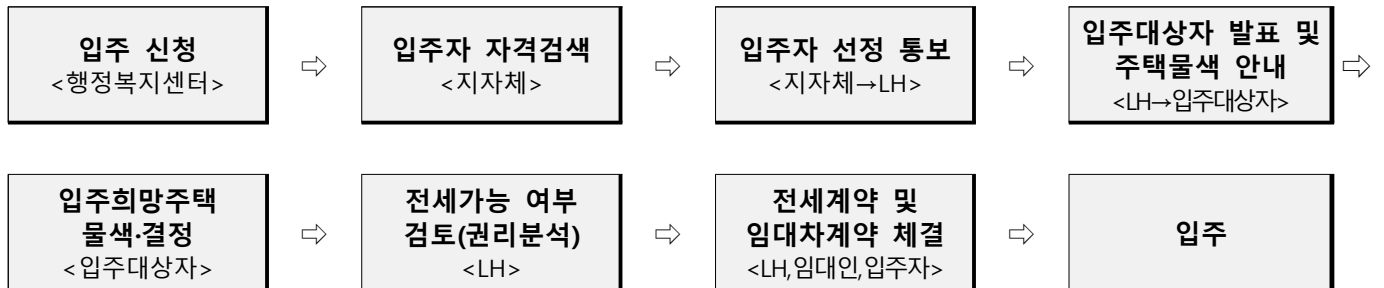 입주 신청
<행정복지센터>
⇨
입주자 자격검색
<지자체>
⇨
입주자 선정 통보
<지자체→LH>
⇨
입주대상자 발표 및
주택물색 안내
<LH→입주대상자>
⇨
입주희망주택
물색·결정
<입주대상자>
⇨
전세가능 여부
검토(권리분석)
<LH>
⇨
전세계약 및
임대차계약 체결
<LH,임대인,입주자>
⇨
입주